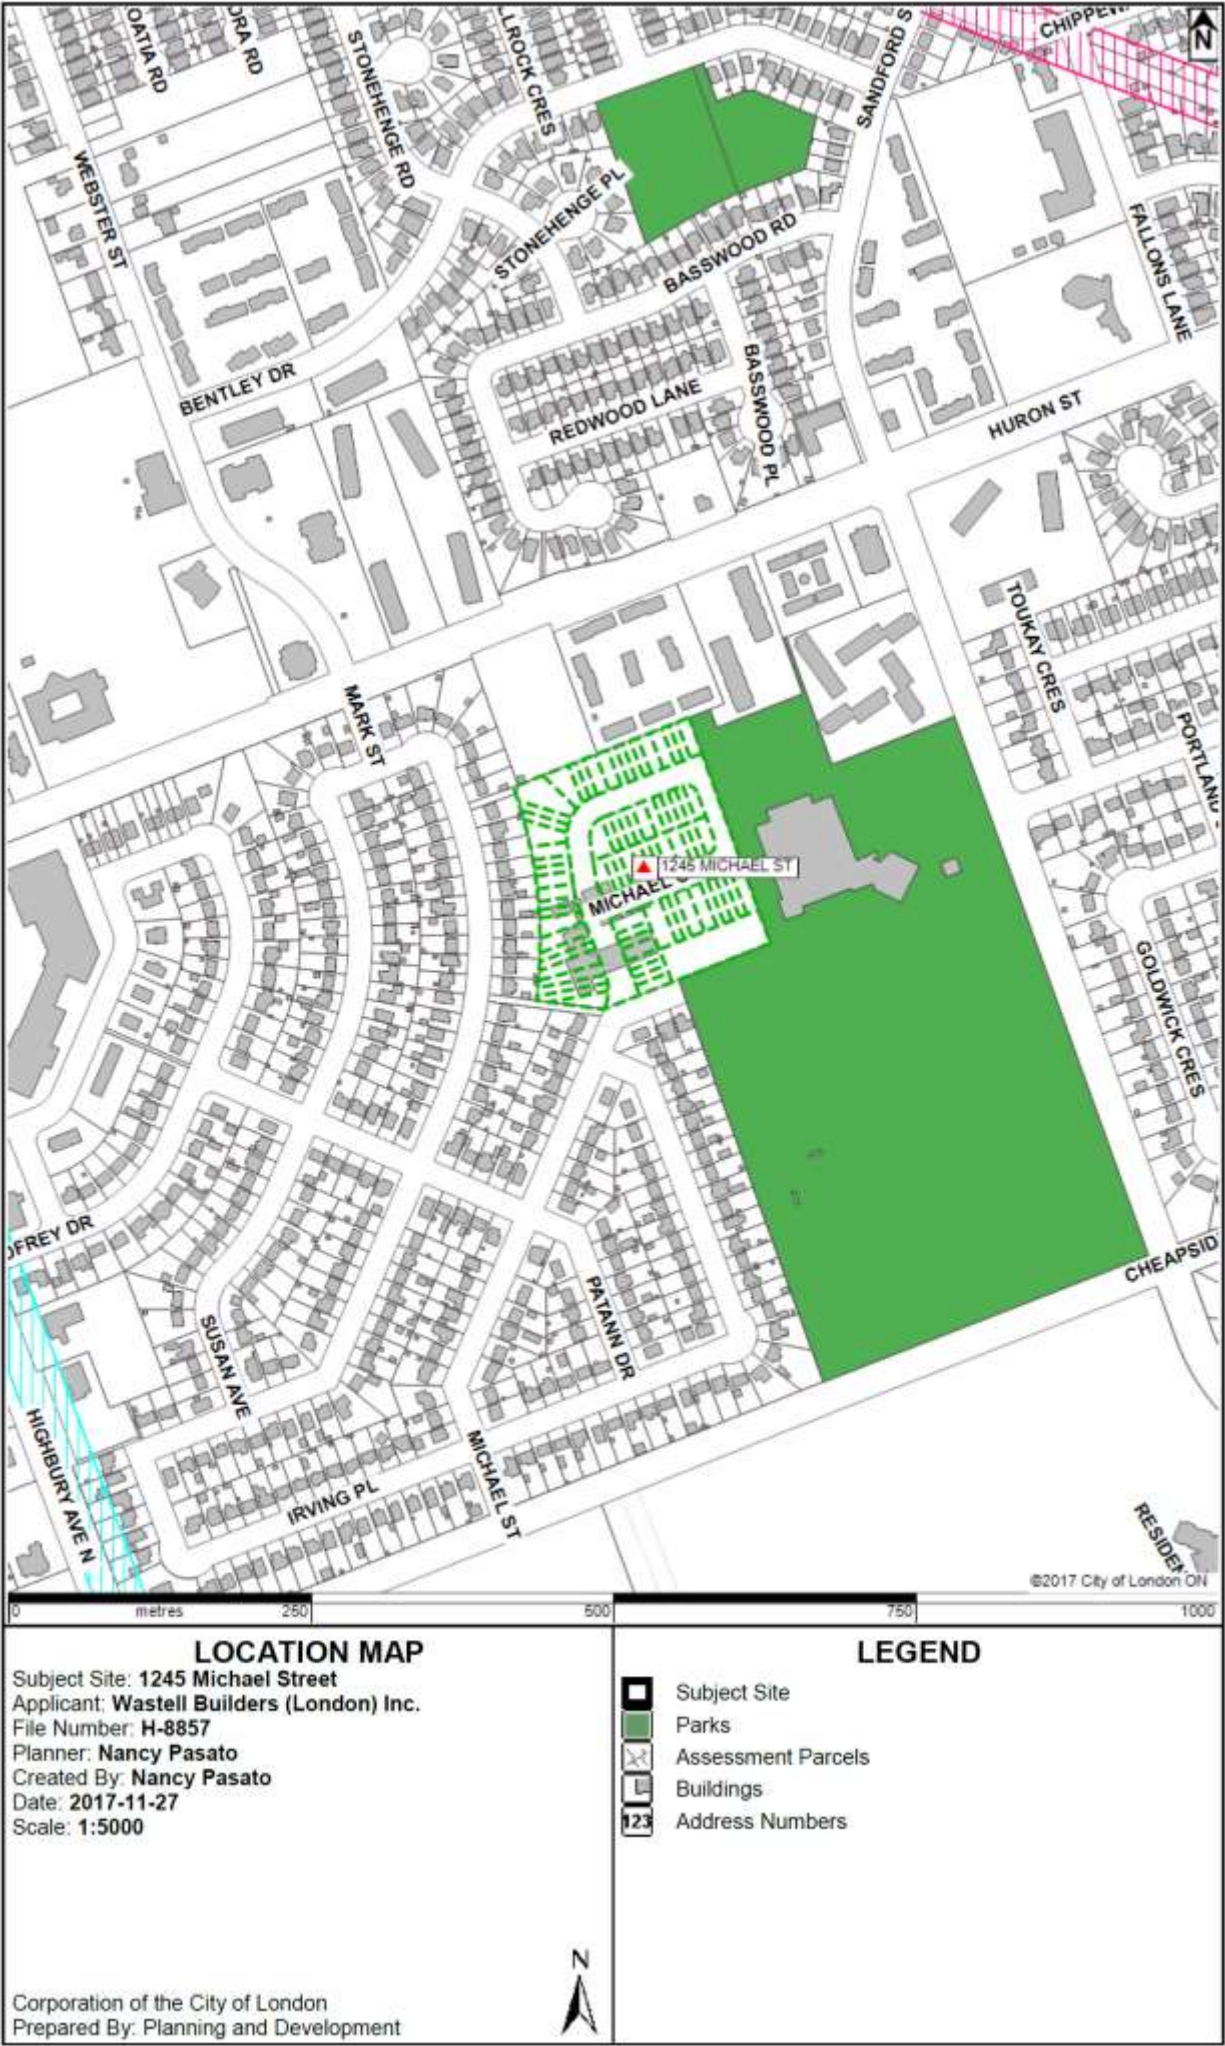 OATIA RD
ORA RD
STONEHENGE RD
LLROCK CRES
SANDFORD S
CHIPPEW
N
WEBSTER ST
STONEHENGE PL
BASSWOOD RD
FALLONS LANE
BENTLEY DR
BASSWOOD PL
REDWOOD LANE
HURON ST
TOUKAY CRES
MARK ST
PORTLAND
1245 MICHAEL ST
MICHAEL
GOLDWICK CRES
DFREY DR
CHEAPSID
PATANN DR
SUSAN AVE
HIGHBURY AVE N
MICHAEL ST
IRVING PL
RESIDEN
©2017 City of London ON
0 metres 250 500 750 1000
LOCATION MAP
Subject Site: 1245 Michael Street
Applicant: Wastell Builders (London) Inc.
File Number: H-8857
Planner: Nancy Pasato
Created By: Nancy Pasato
Date: 2017-11-27
Scale: 1:5000
N
Corporation of the City of London
Prepared By: Planning and Development
LEGEND
Subject Site
Parks
Assessment Parcels
Buildings
123 Address Numbers